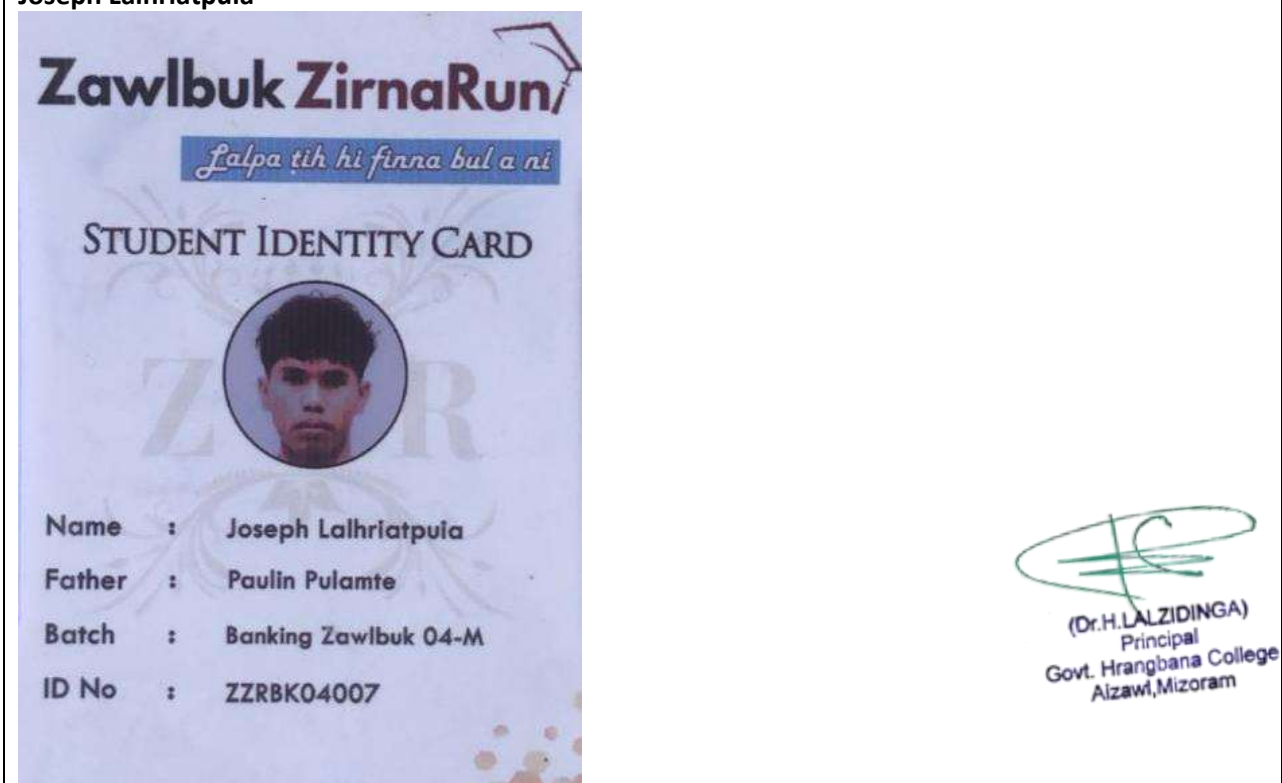 Joseph Lalhriatpuia
Zawlbuk ZirnaRun
Lalpa ṭih hi finna bul a ni
STUDENT IDENTITY CARD
Z R
Name : Joseph Lalhriatpuia
Father : Paulin Pulamte
Batch : Banking Zawlbuk 04-M
ID No : ZZRBK04007
(Dr.H.LALZIDINGA)
Principal
Govt. Hrangbana College
Aizawl,Mizoram